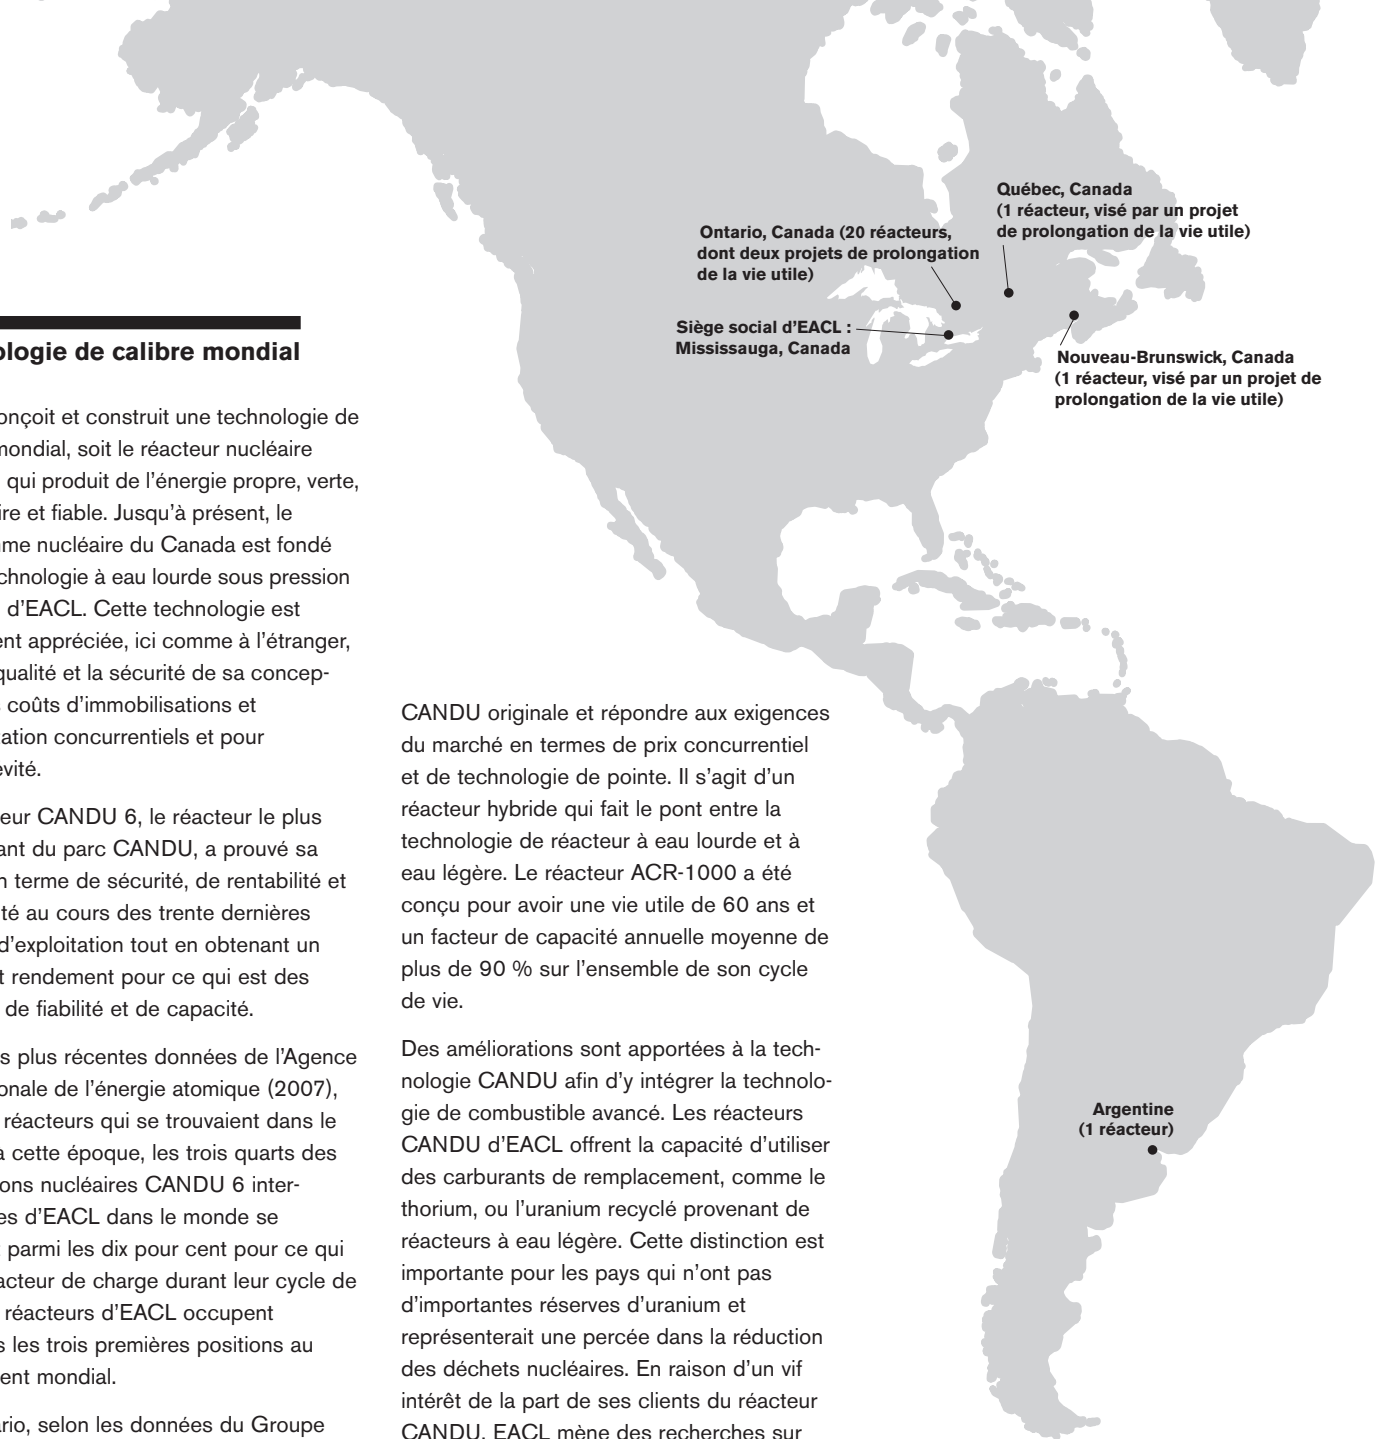 Québec, Canada
(1 réacteur, visé par un projet
de prolongation de la vie utile)
Ontario, Canada (20 réacteurs,
dont deux projets de prolongation
de la vie utile)
Siège social d'EACL :
Mississauga, Canada
Nouveau-Brunswick, Canada
(1 réacteur, visé par un projet de
prolongation de la vie utile)
ologie de calibre mondial
onçoit et construit une technologie de
mondial, soit le réacteur nucléaire
qui produit de l'énergie propre, verte,
ire et fiable. Jusqu'à présent, le
me nucléaire du Canada est fondé
chnologie à eau lourde sous pression
d'EACL. Cette technologie est
ent appréciée, ici comme à l'étranger,
qualité et la sécurité de sa concep-
coûts d'immobilisations et
ation concurrentiels et pour
evité.
eur CANDU 6, le réacteur le plus
ant du parc CANDU, a prouvé sa
n terme de sécurité, de rentabilité et
té au cours des trente dernières
d'exploitation tout en obtenant un
t rendement pour ce qui est des
de fiabilité et de capacité.
s plus récentes données de l'Agence
onale de l'énergie atomique (2007),
réacteurs qui se trouvaient dans le
à cette époque, les trois quarts des
ons nucléaires CANDU 6 inter-
es d'EACL dans le monde se
t parmi les dix pour cent pour ce qui
acteur de charge durant leur cycle de
réacteurs d'EACL occupent
s les trois premières positions au
ent mondial.
ario, selon les données du Groupe
CANDU originale et répondre aux exigences
du marché en termes de prix concurrentiel
et de technologie de pointe. Il s'agit d'un
réacteur hybride qui fait le pont entre la
technologie de réacteur à eau lourde et à
eau légère. Le réacteur ACR-1000 a été
conçu pour avoir une vie utile de 60 ans et
un facteur de capacité annuelle moyenne de
plus de 90 % sur l'ensemble de son cycle
de vie.
Des améliorations sont apportées à la tech-
nologie CANDU afin d'y intégrer la technolo-
gie de combustible avancé. Les réacteurs
CANDU d'EACL offrent la capacité d'utiliser
des carburants de remplacement, comme le
thorium, ou l'uranium recyclé provenant de
réacteurs à eau légère. Cette distinction est
importante pour les pays qui n'ont pas
d'importantes réserves d'uranium et
représenterait une percée dans la réduction
des déchets nucléaires. En raison d'un vif
intérêt de la part de ses clients du réacteur
CANDU, EACL mène des recherches sur
Argentine
(1 réacteur)